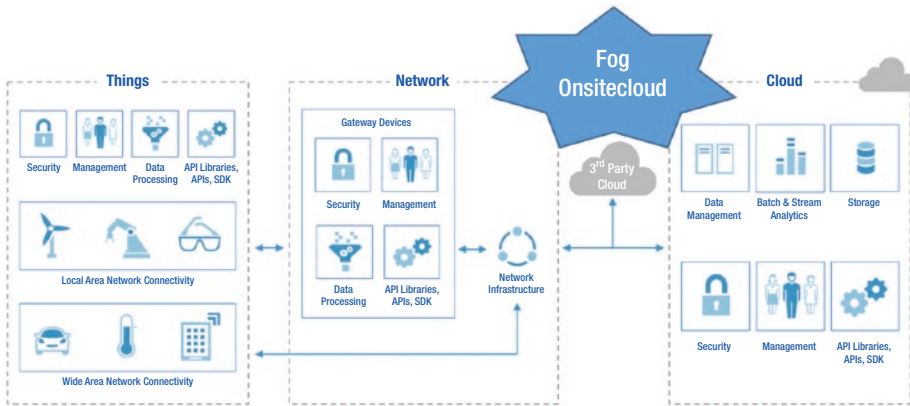 Fog
Onsitecloud
Things
Network
Cloud
Security
Management
Data
Processing
API Libraries,
APIs, SDK
Local Area Network Connectivity
Wide Area Network Connectivity
Gateway Devices
Security
Management
Data
Processing
API Libraries,
APIs, SDK
Network
Infrastructure
3rd Party
Cloud
Data
Management
Batch & Stream
Analytics
Storage
Security
Management
API Libraries,
APIs, SDK